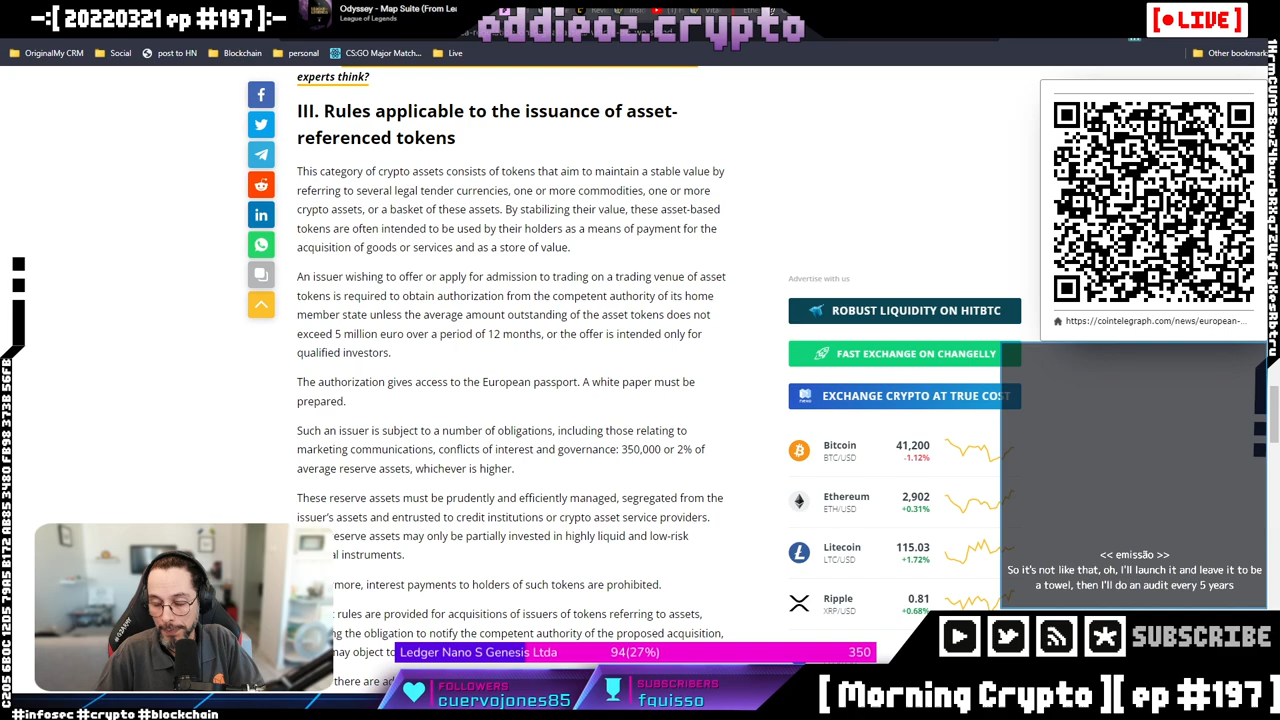 -:[ 20220321 ep #197]:-
Odyssey - Map Suite (From Lea
League of Legends
eddieoz.crypto
[●LIVE]
OriginalMy CRM
Social
post to HN
Blockchain
personal
CS:GO Major Match...
Live
Other bookmark
experts think?
III. Rules applicable to the issuance of asset-
referenced tokens
This category of crypto assets consists of tokens that aim to maintain a stable value by
referring to several legal tender currencies, one or more commodities, one or more
crypto assets, or a basket of these assets. By stabilizing their value, these asset-based
tokens are often intended to be used by their holders as a means of payment for the
acquisition of goods or services and as a store of value.
An issuer wishing to offer or apply for admission to trading on a trading venue of asset
tokens is required to obtain authorization from the competent authority of its home
member state unless the average amount outstanding of the asset tokens does not
exceed 5 million euro over a period of 12 months, or the offer is intended only for
qualified investors.
The authorization gives access to the European passport. A white paper must be
prepared.
Such an issuer is subject to a number of obligations, including those relating to
marketing communications, conflicts of interest and governance: 350,000 or 2% of
average reserve assets, whichever is higher.
These reserve assets must be prudently and efficiently managed, segregated from the
issuer's assets and entrusted to credit institutions or crypto asset service providers.
reserve assets may only be partially invested in highly liquid and low-risk
instruments.
more, interest payments to holders of such tokens are prohibited.
rules are provided for acquisitions of issuers of tokens referring to assets,
the obligation to notify the competent authority of the proposed acquisition,
may object to
there are ad
Advertise with us
ROBUST LIQUIDITY ON HITBTC
FAST EXCHANGE ON CHANGELLY
EXCHANGE CRYPTO AT TRUE COST
Bitcoin 41,200
BTC/USD -1.12%
Ethereum 2,902
ETH/USD +0.31%
Litecoin 115.03
LTC/USD +1.72%
Ripple 0.81
XRP/USD +0.68%
https://cointelegraph.com/news/european-...
<< emissão >>
So it's not like that, oh, I'll launch it and leave it to be
a towel, then I'll do an audit every 5 years
Ledger Nano S Genesis Ltda 94(27%) 350
FOLLOWERS
cuervojones85
SUBSCRIBERS
fquisso
SUBSCRIBE
[Morning Crypto][ep #197]
#infosec #crypto #blockchain